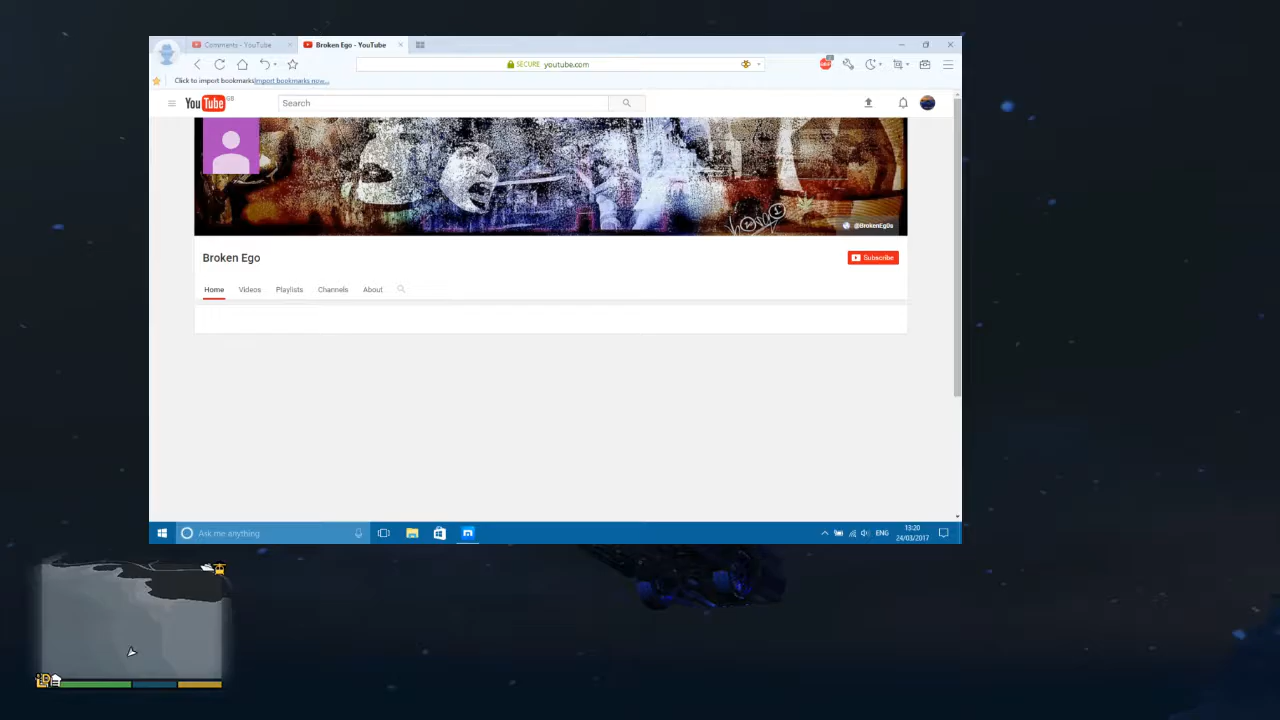 Comments - YouTube
Broken Ego - YouTube
SECURE youtube.com
Click to import bookmarks
Import bookmarks now...
YouTube GB
Search
@BrokenEg0s
Broken Ego
Subscribe
Home Videos Playlists Channels About
Ask me anything
ENG
13:20
24/03/2017